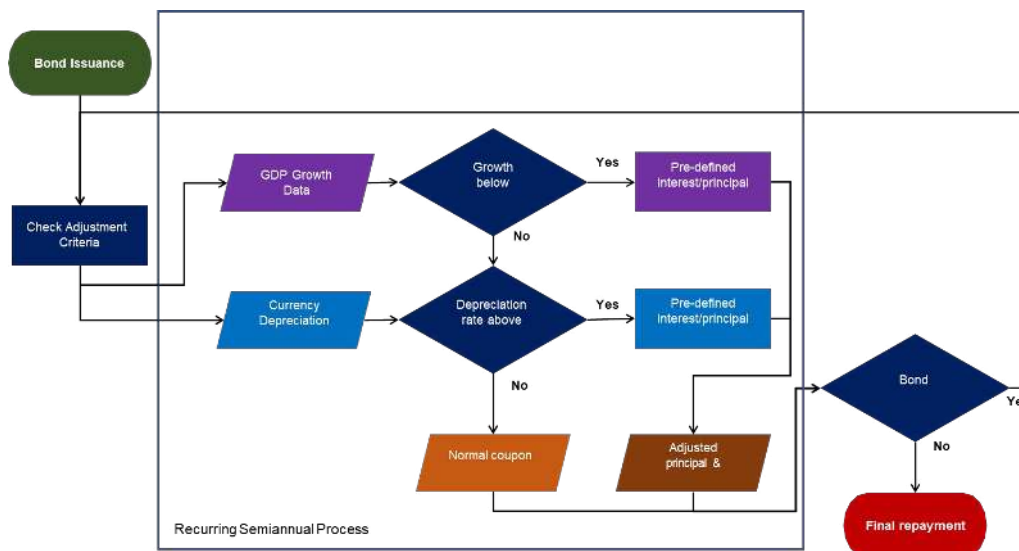 Bond Issuance
GDP Growth
Data
Growth
below
Yes
Pre-defined
interest/principal
Check Adjustment
Criteria
No
Currency
Depreciation
Depreciation
rate above
Yes
Pre-defined
interest/principal
No
Bond
Ye
Normal coupon
Adjusted
principal &
No
Recurring Semiannual Process
Final repayment